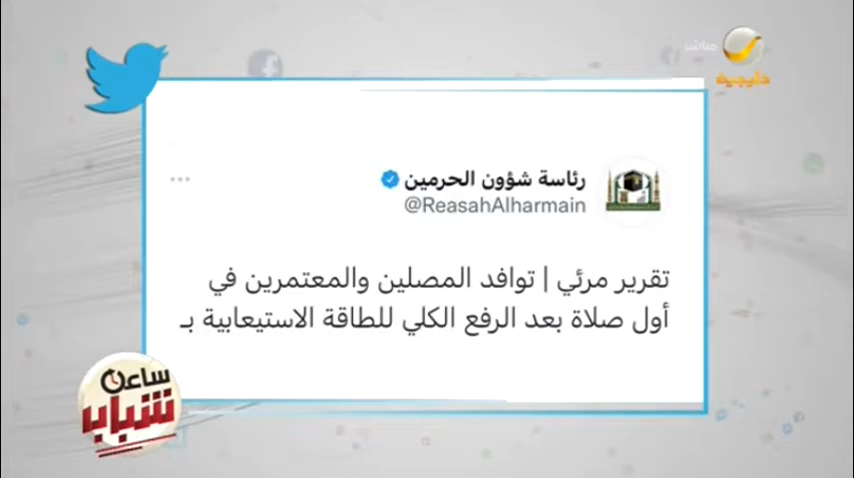 مباشر
خليجية
رئاسة شؤون الحرمين
@ReasahAlharmain
تقرير مرئي | توافد المصلين والمعتمرين في
أول صلاة بعد الرفع الكلي للطاقة الاستيعابية بـ
ساعة
شباب